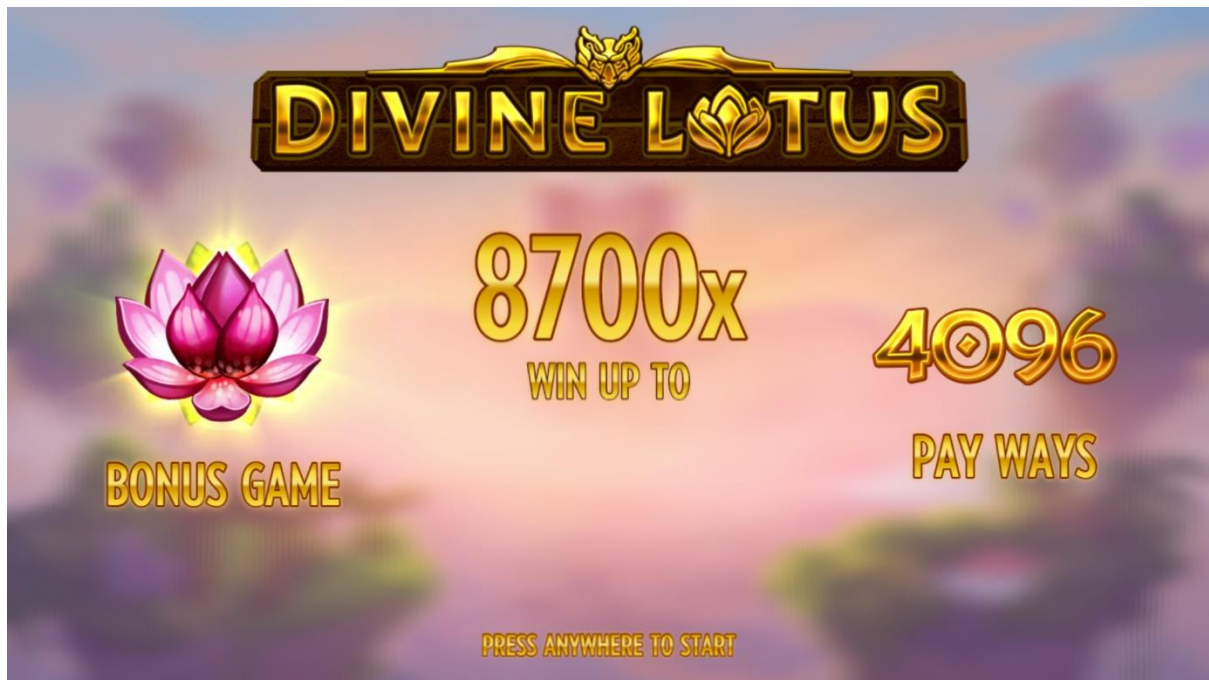 DIVINE LOTUS
8700x
WIN UP TO
4096
PAY WAYS
BONUS GAME
PRESS ANYWHERE TO START